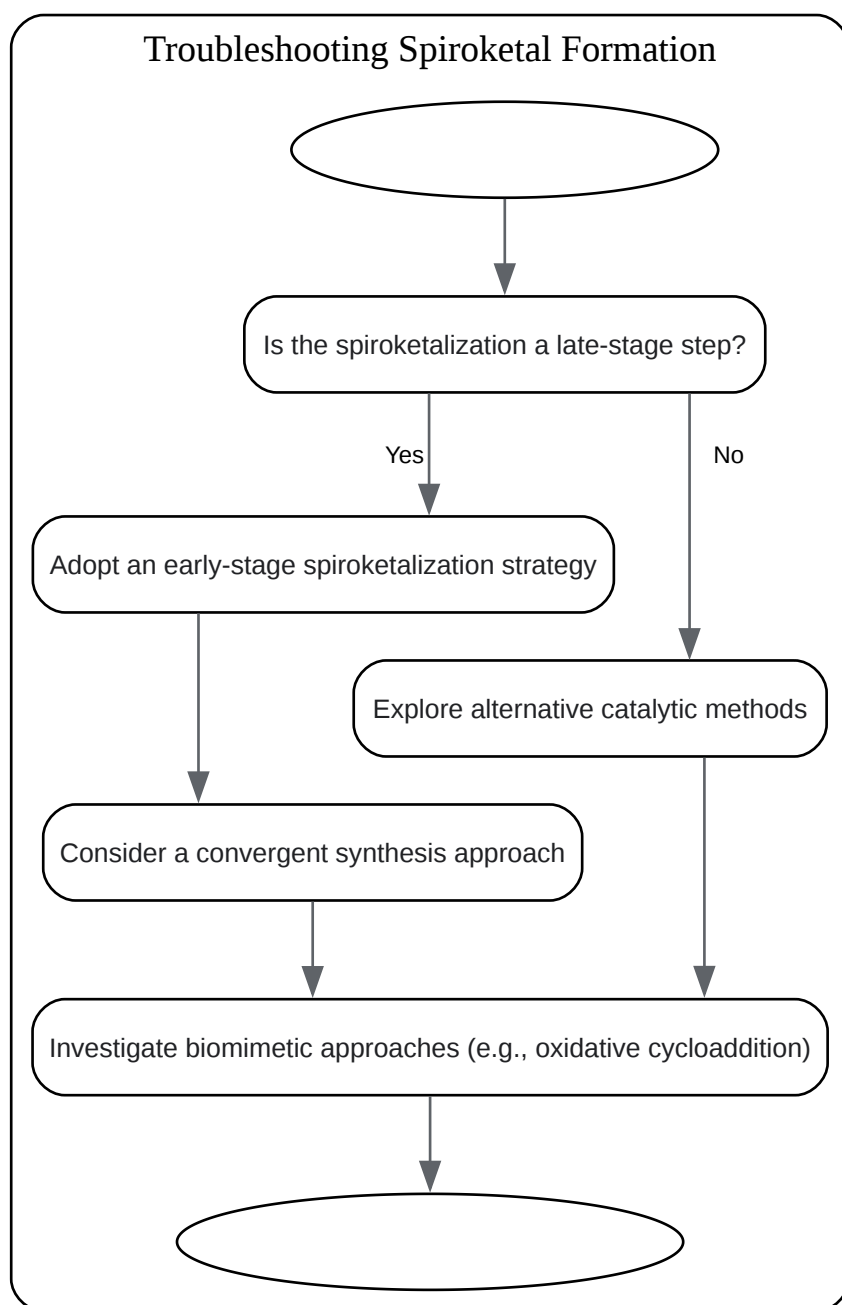 Troubleshooting Spiroketal Formation
Is the spiroketalization a late-stage step?
Yes
No
Adopt an early-stage spiroketalization strategy
Explore alternative catalytic methods
Consider a convergent synthesis approach
Investigate biomimetic approaches (e.g., oxidative cycloaddition)